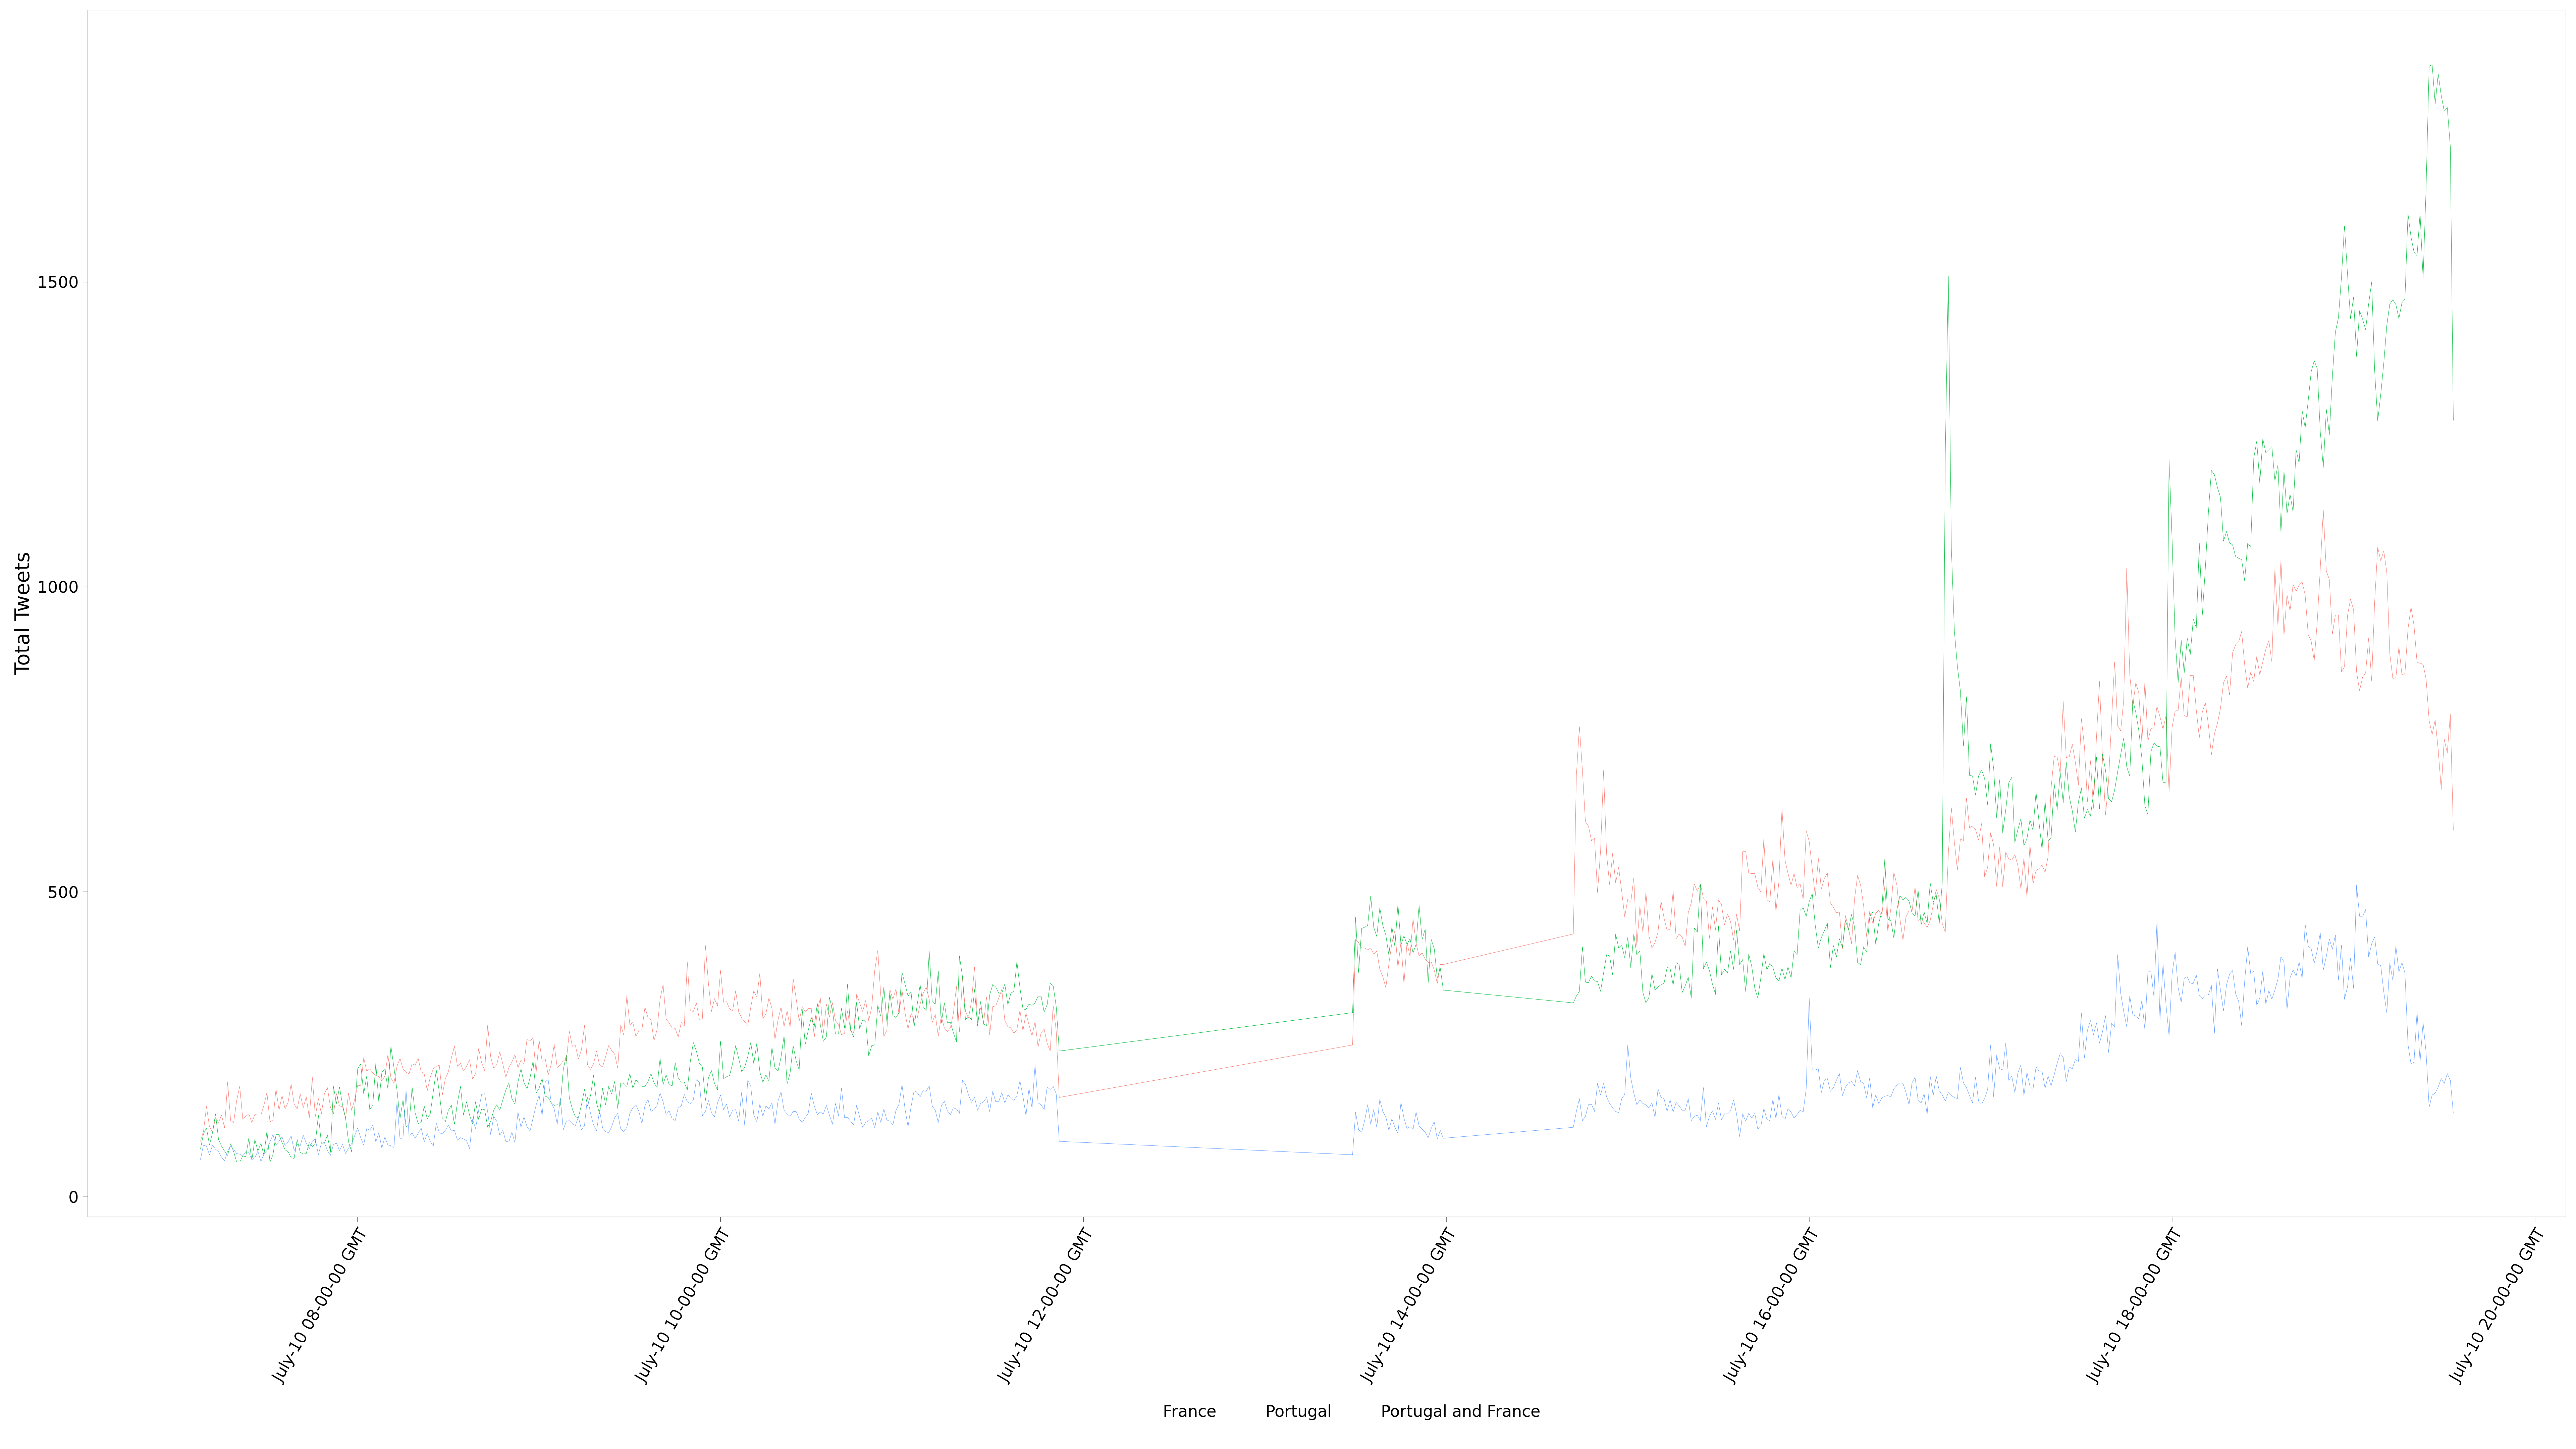 Total Tweets
1500
1000
500
0
July-10 08-00-00 GMT
July-10 10-00-00 GMT
July-10 12-00-00 GMT
July-10 14-00-00 GMT
July-10 16-00-00 GMT
July-10 18-00-00 GMT
July-10 20-00-00 GMT
France Portugal Portugal and France